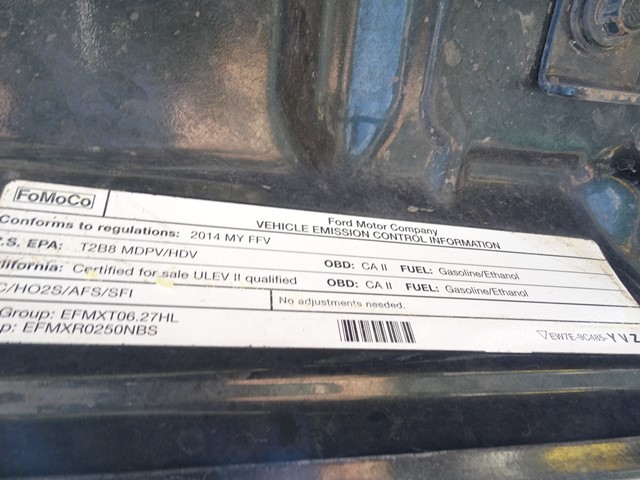 FoMoCo
Ford Motor Company
VEHICLE EMISSION CONTROL INFORMATION
Conforms to regulations: 2014 MY FFV
.S. EPA: T2B8 MDPV/HDV OBD: CA II FUEL: Gasoline/Ethanol
lifornia: Certified for sale ULEV II qualified OBD: CA II FUEL: Gasoline/Ethanol
C/HO2S/AFS/SFI No adjustments needed.
Group: EFMXT06.27HL
p: EFMXR0250NBS
EW7E-9C485-YVZ